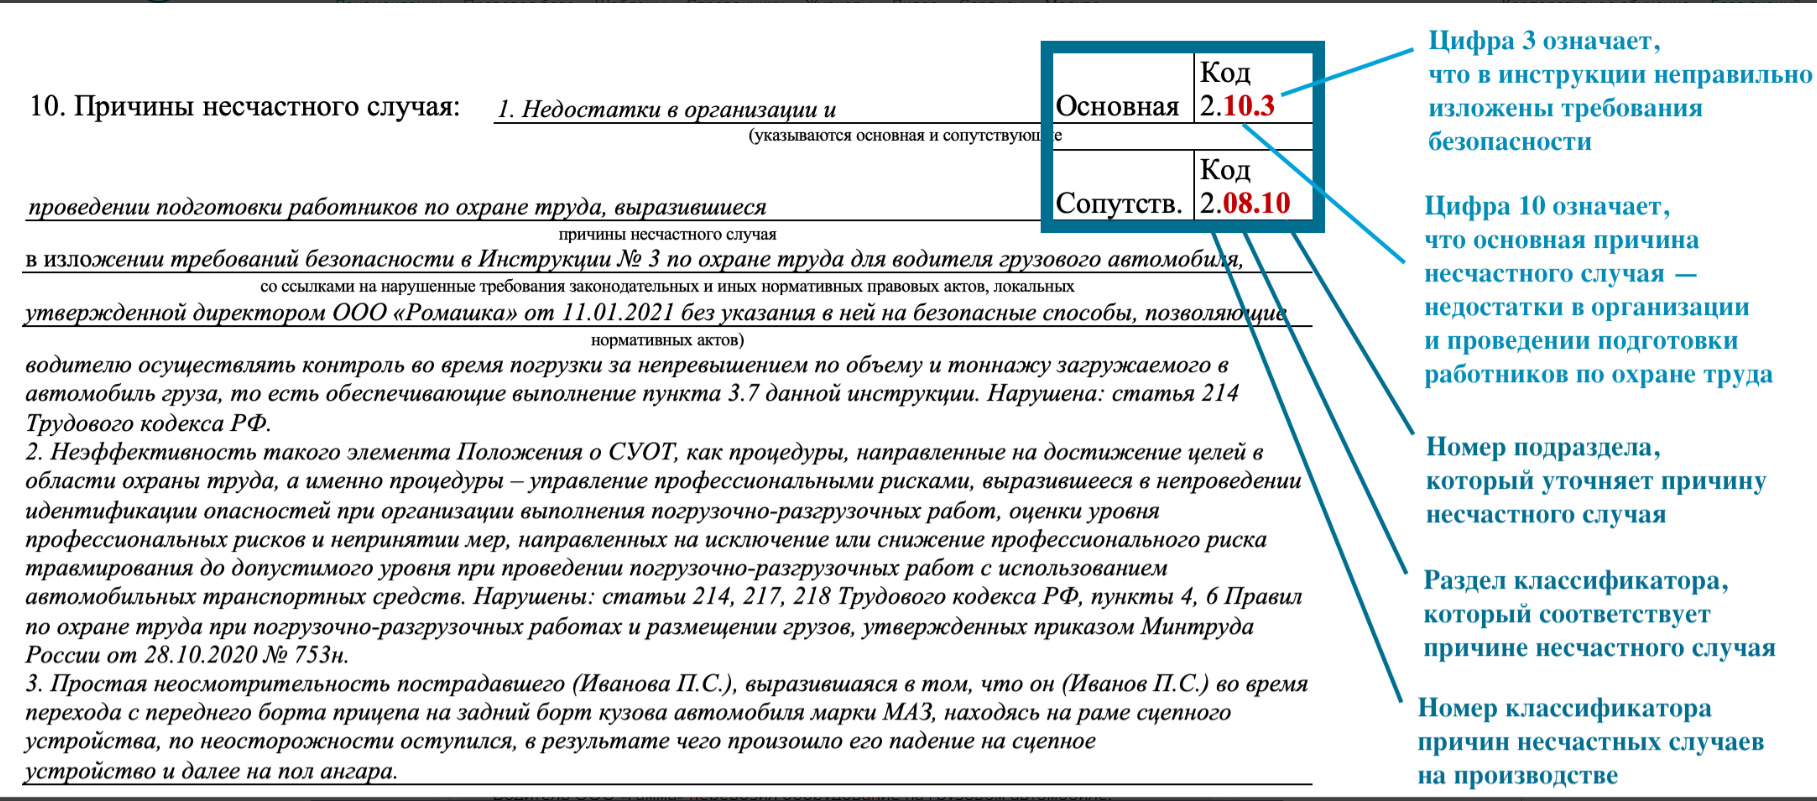 10. Причины несчастного случая: 1. Недостатки в организации и
(указываются основная и сопутствующие
Основная
Код
2.10.3
Сопутств.
Код
2.08.10
проведении подготовки работников по охране труда, выразившиеся
причины несчастного случая
в изложении требований безопасности в Инструкции № 3 по охране труда для водителя грузового автомобиля,
со ссылками на нарушенные требования законодательных и иных нормативных правовых актов, локальных
утвержденной директором ООО «Ромашка» от 11.01.2021 без указания в ней на безопасные способы, позволяющие
нормативных актов)
водителю осуществлять контроль во время погрузки за непревышением по объему и тоннажу загружаемого в
автомобиль груза, то есть обеспечивающие выполнение пункта 3.7 данной инструкции. Нарушена: статья 214
Трудового кодекса РФ.
2. Неэффективность такого элемента Положения о СУОТ, как процедуры, направленные на достижение целей в
области охраны труда, а именно процедуры – управление профессиональными рисками, выразившееся в непроведении
идентификации опасностей при организации выполнения погрузочно-разгрузочных работ, оценки уровня
профессиональных рисков и непринятии мер, направленных на исключение или снижение профессионального риска
травмирования до допустимого уровня при проведении погрузочно-разгрузочных работ с использованием
автомобильных транспортных средств. Нарушены: статьи 214, 217, 218 Трудового кодекса РФ, пункты 4, 6 Правил
по охране труда при погрузочно-разгрузочных работах и размещении грузов, утвержденных приказом Минтруда
России от 28.10.2020 № 753н.
3. Простая неосмотрительность пострадавшего (Иванова П.С.), выразившаяся в том, что он (Иванов П.С.) во время
перехода с переднего борта прицепа на задний борт кузова автомобиля марки МАЗ, находясь на раме сцепного
устройства, по неосторожности оступился, в результате чего произошло его падение на сцепное
устройство и далее на пол ангара.
Цифра 3 означает,
что в инструкции неправильно
изложены требования
безопасности
Цифра 10 означает,
что основная причина
несчастного случая —
недостатки в организации
и проведении подготовки
работников по охране труда
Номер подраздела,
который уточняет причину
несчастного случая
Раздел классификатора,
который соответствует
причине несчастного случая
Номер классификатора
причин несчастных случаев
на производстве